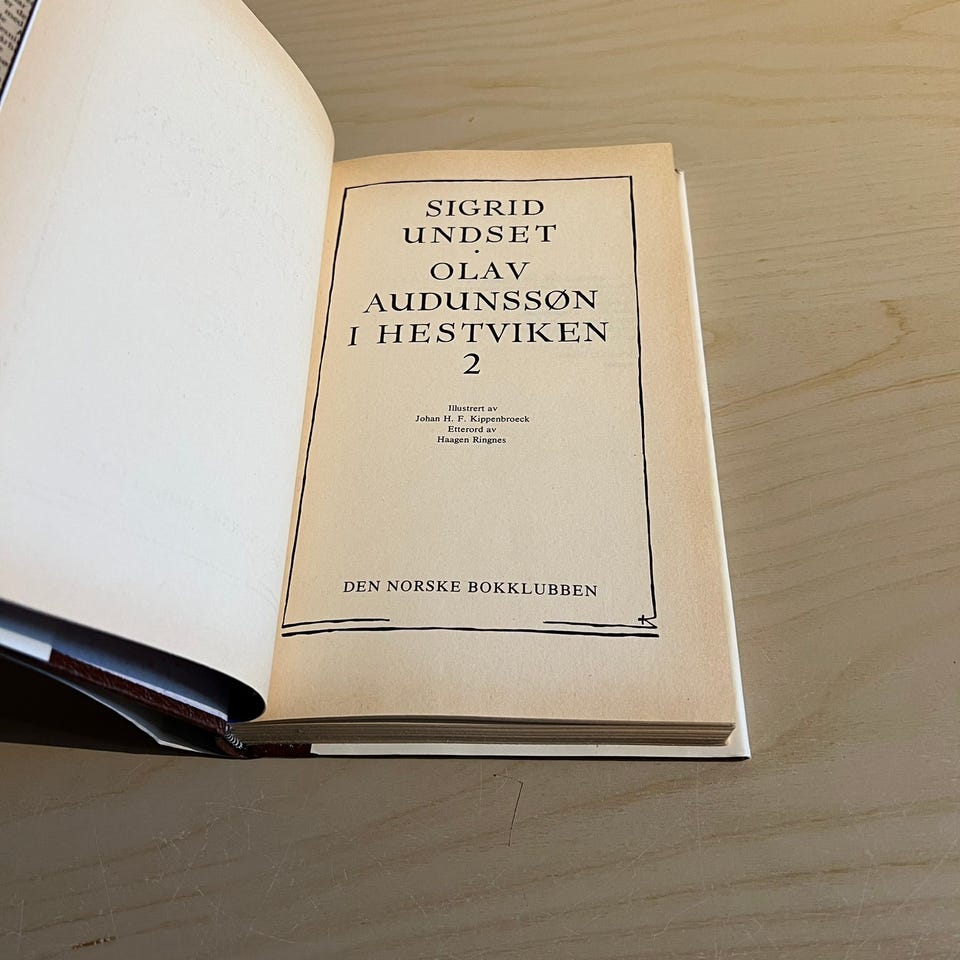 SIGRID
UNDSET
·
OLAV
AUDUNSSØN
I HESTVIKEN
2
Illustrert av
Johan H. F. Kippenbroeck
Etterord av
Haagen Ringnes
DEN NORSKE BOKKLUBBEN